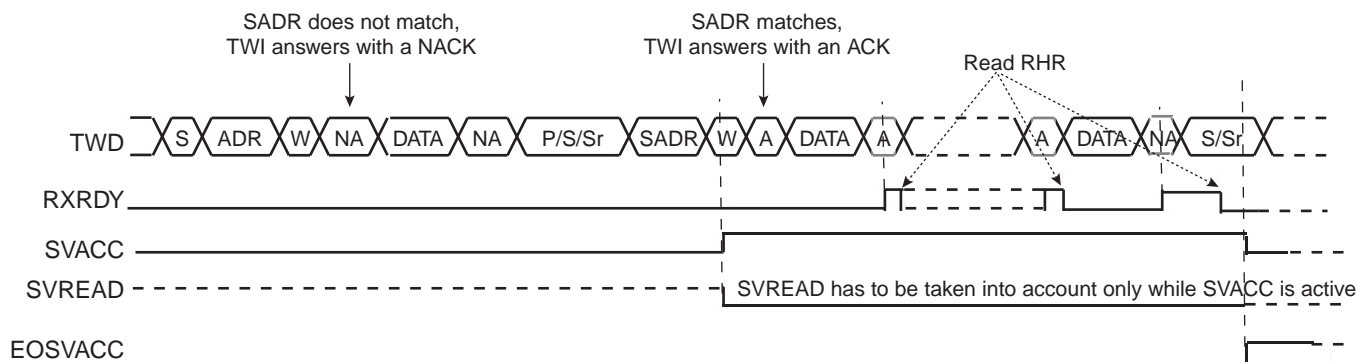 SADR does not match,
TWI answers with a NACK
SADR matches,
TWI answers with an ACK
Read RHR
TWD S ADR W NA DATA NA P/S/Sr SADR W A DATA A A DATA NA S/Sr
RXRDY
SVACC
SVREAD SVREAD has to be taken into account only while SVACC is active
EOSVACC